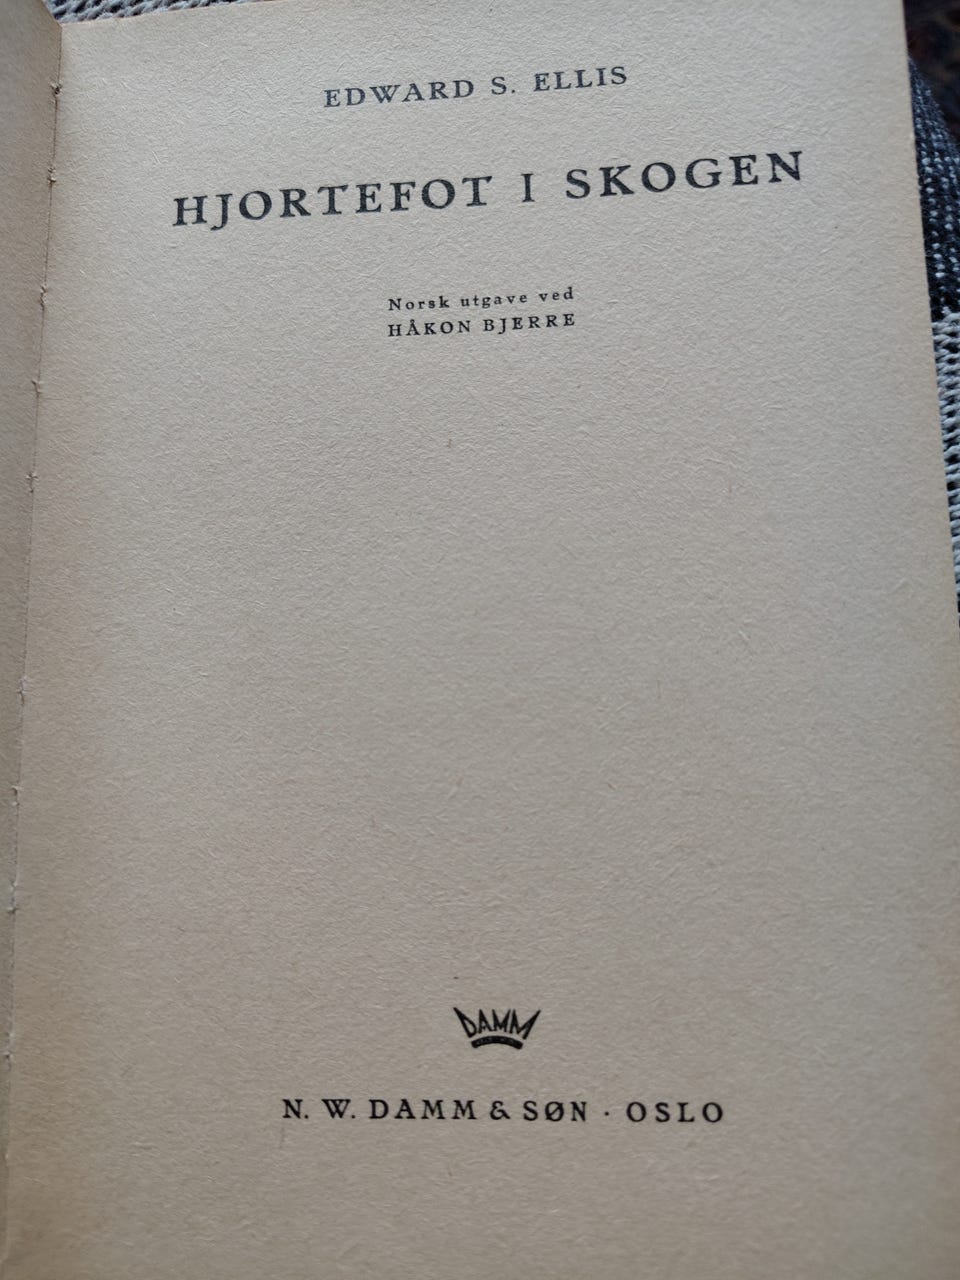 EDWARD S. ELLIS
HJORTEFOT I SKOGEN
Norsk utgave ved
HÅKON BJERRE
DAMM
N. W. DAMM & SØN · OSLO